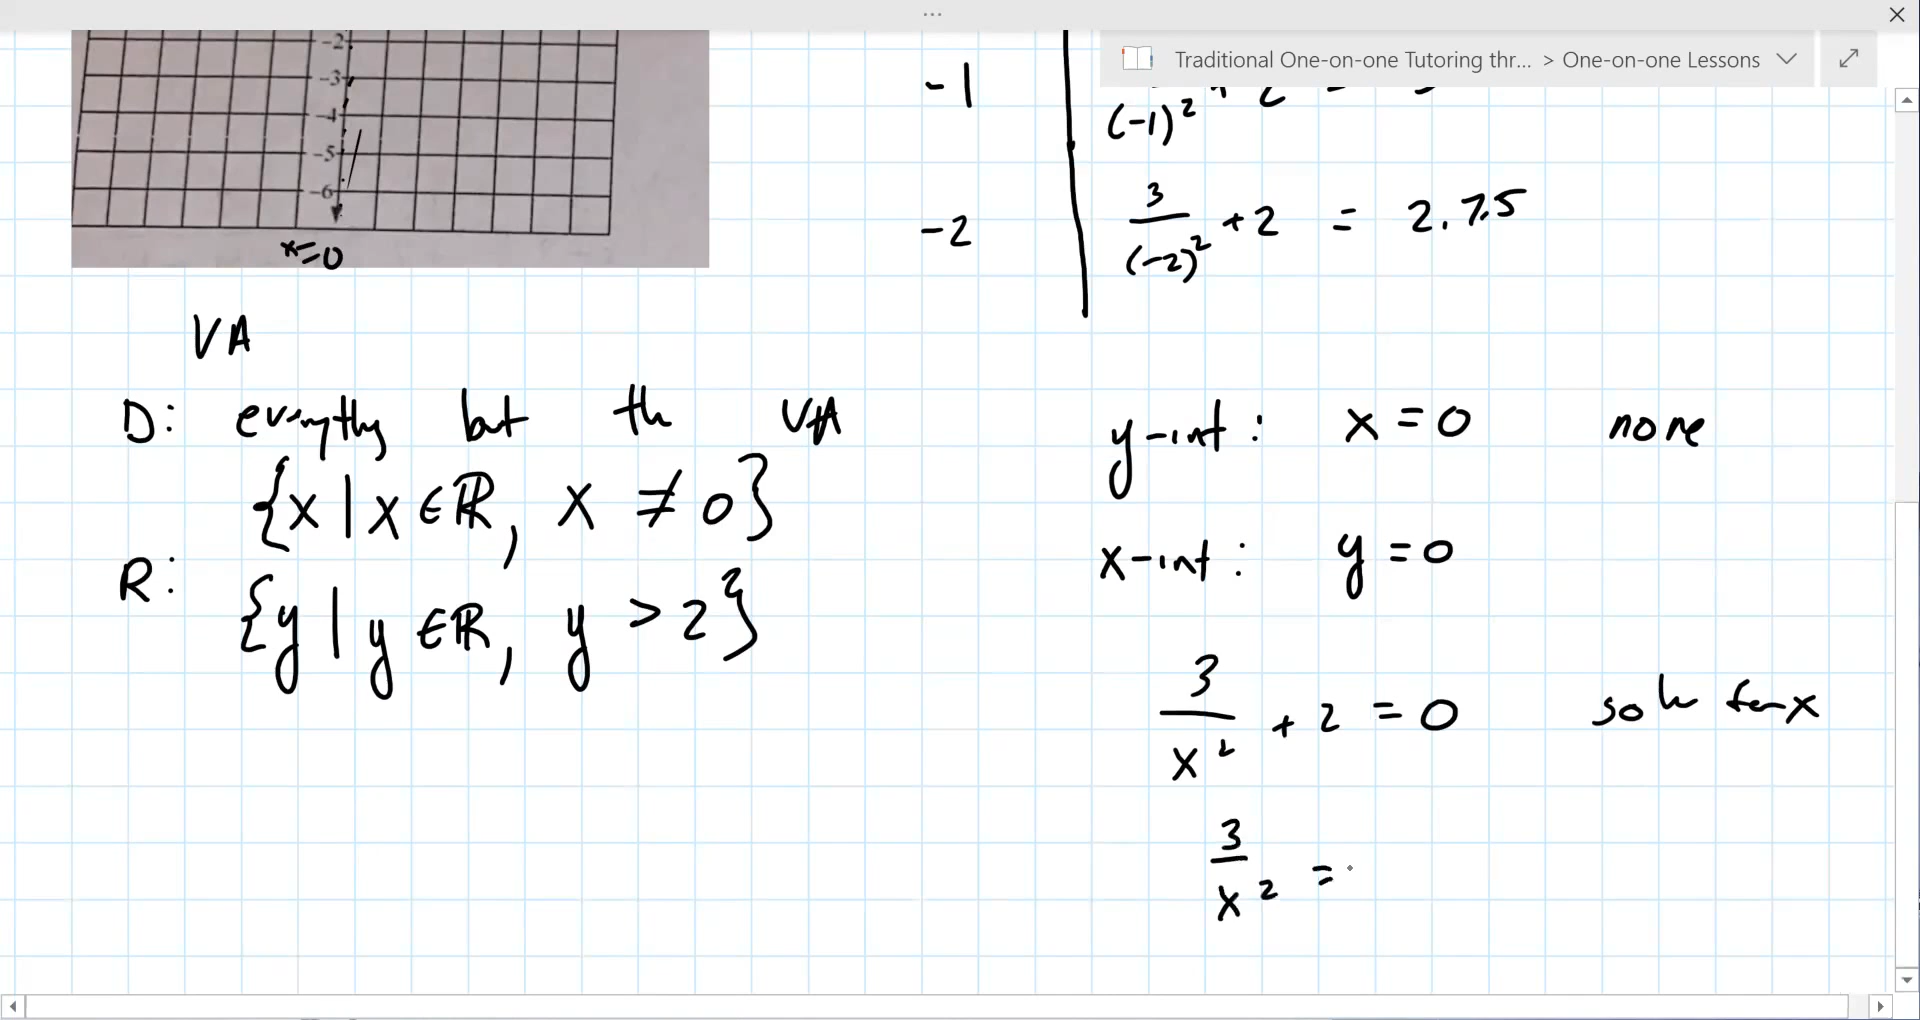 Traditional One-on-one Tutoring thr... > One-on-one Lessons
-2
-3
-4
-5
-6
x=0
-1
(-1)² + 2 =
-2
3/(-2)² + 2 = 2.75
VA
D: everythg but the VA
{x | x ∈ ℝ, x ≠ 0}
R:
{y | y ∈ ℝ, y > 2}
y-int: x = 0 none
x-int: y = 0
3/x² + 2 = 0 solve for x
3/x² =